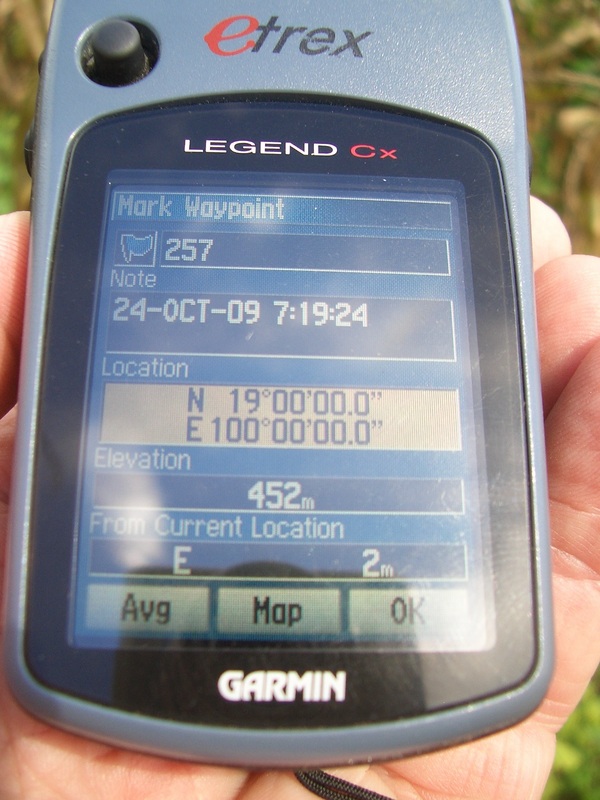 etrex
LEGEND Cx
Mark Waypoint
257
Note
24-OCT-09 7:19:24
Location
N 19°00'00.0"
E 100°00'00.0"
Elevation
452m
From Current Location
E 2m
Avg Map OK
GARMIN